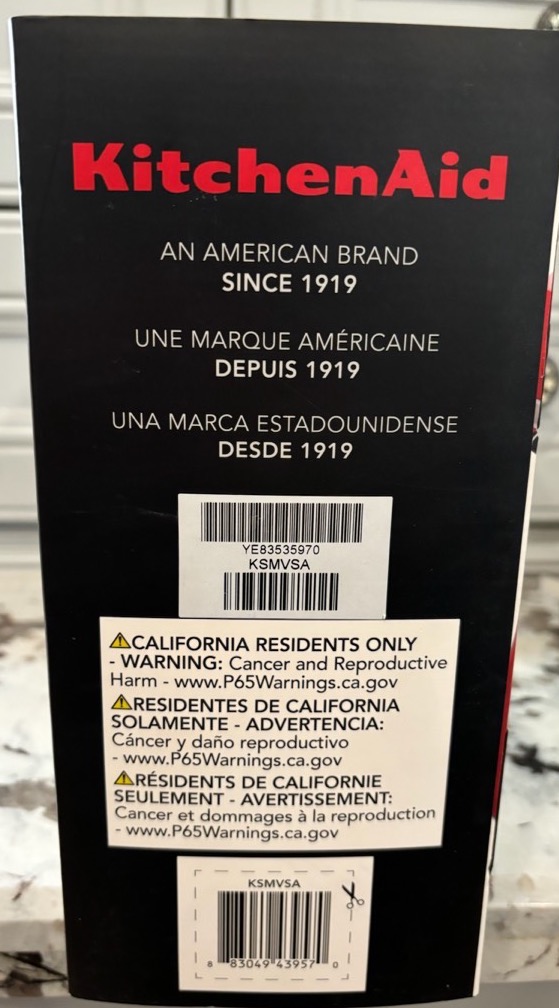 KitchenAid
AN AMERICAN BRAND
SINCE 1919
UNE MARQUE AMÉRICAINE
DEPUIS 1919
UNA MARCA ESTADOUNIDENSE
DESDE 1919
YE83535970
KSMVSA
⚠CALIFORNIA RESIDENTS ONLY
- WARNING: Cancer and Reproductive
Harm - www.P65Warnings.ca.gov
⚠RESIDENTES DE CALIFORNIA
SOLAMENTE - ADVERTENCIA:
Cáncer y daño reproductivo
- www.P65Warnings.ca.gov
⚠RÉSIDENTS DE CALIFORNIE
SEULEMENT - AVERTISSEMENT:
Cancer et dommages à la reproduction
- www.P65Warnings.ca.gov
KSMVSA
8 83049 43957 0